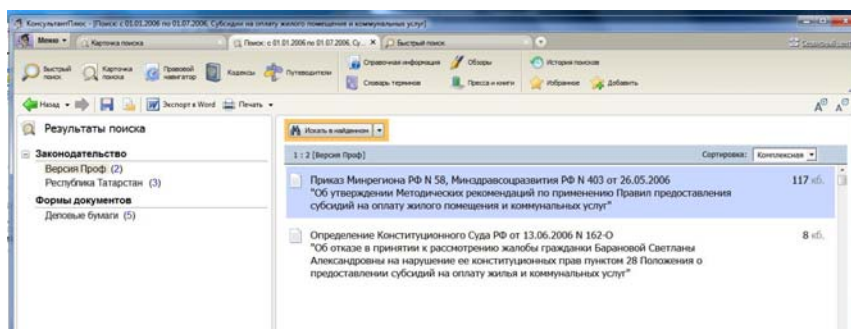 КонсультантПлюс - [Поиск: с 01.01.2006 по 01.07.2006, Субсидии на оплату жилого помещения и коммунальных услуг]
Меню
Карточка поиска
Поиск: с 01.01.2006 по 01.07.2006, Су...
Быстрый поиск
Быстрый поиск
Карточка поиска
Правовой навигатор
Кодексы
Путеводители
Справочная информация
Словарь терминов
Обзоры
Пресса и книги
История поисков
Избранное
Добавить
Назад
Экспорт в Word
Печать
Результаты поиска
Законодательство
Версия Проф (2)
Республика Татарстан (3)
Формы документов
Деловые бумаги (5)
Искать в найденном
1 : 2 [Версия Проф]
Сортировка: Комплексная
Приказ Минрегиона РФ N 58, Минздравсоцразвития РФ N 403 от 26.05.2006
117 кб.
"Об утверждении Методических рекомендаций по применению Правил предоставления
субсидий на оплату жилого помещения и коммунальных услуг"
Определение Конституционного Суда РФ от 13.06.2006 N 162-О
8 кб.
"Об отказе в принятии к рассмотрению жалобы гражданки Барановой Светланы
Александровны на нарушение ее конституционных прав пунктом 28 Положения о
предоставлении субсидий на оплату жилья и коммунальных услуг"